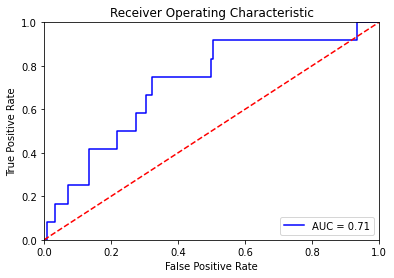 Receiver Operating Characteristic
True Positive Rate
1.0
0.8
0.6
0.4
0.2
0.0
AUC = 0.71
0.0 0.2 0.4 0.6 0.8 1.0
False Positive Rate